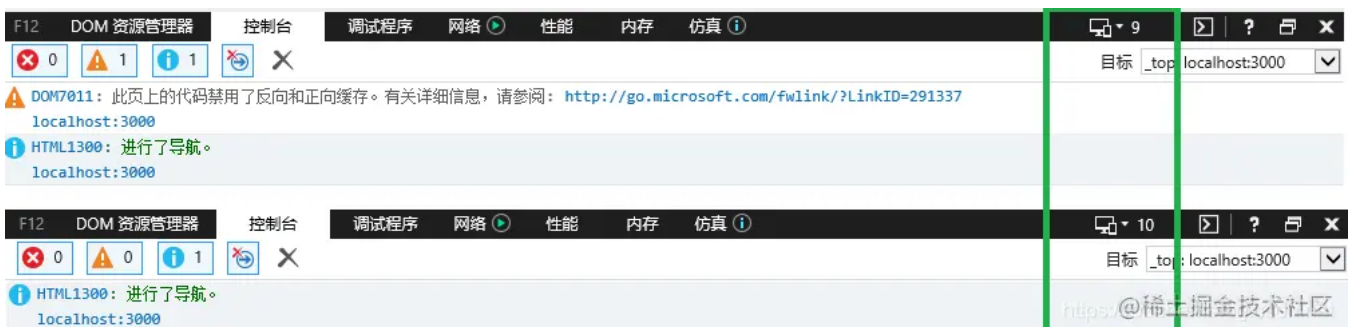 F12 DOM 资源管理器 控制台 调试程序 网络 性能 内存 仿真 9 ?
0 1 1 目标 _top: localhost:3000
DOM7011: 此页上的代码禁用了反向和正向缓存。有关详细信息，请参阅: http://go.microsoft.com/fwlink/?LinkID=291337
localhost:3000
HTML1300: 进行了导航。
localhost:3000
F12 DOM 资源管理器 控制台 调试程序 网络 性能 内存 仿真 10 ?
0 0 1 目标 _top: localhost:3000
HTML1300: 进行了导航。
localhost:3000
@稀土掘金技术社区